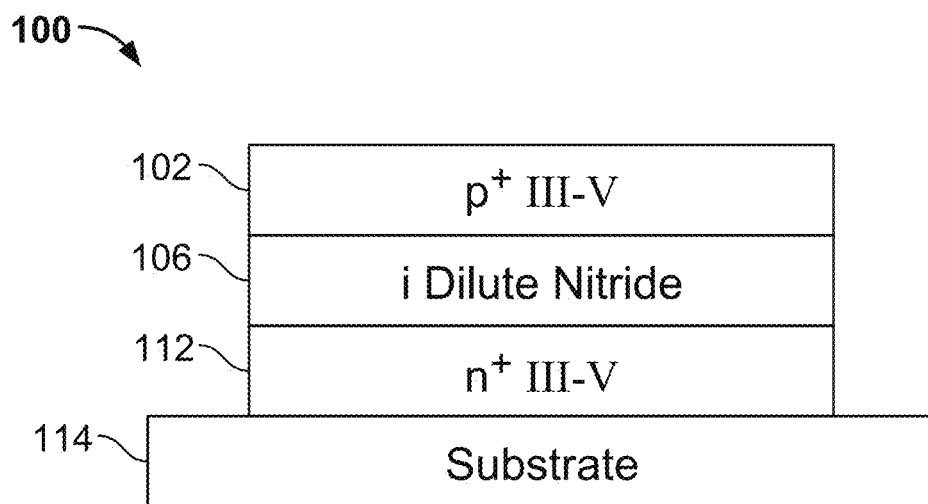 100
102
p+ III-V
106
i Dilute Nitride
112
n+ III-V
114
Substrate